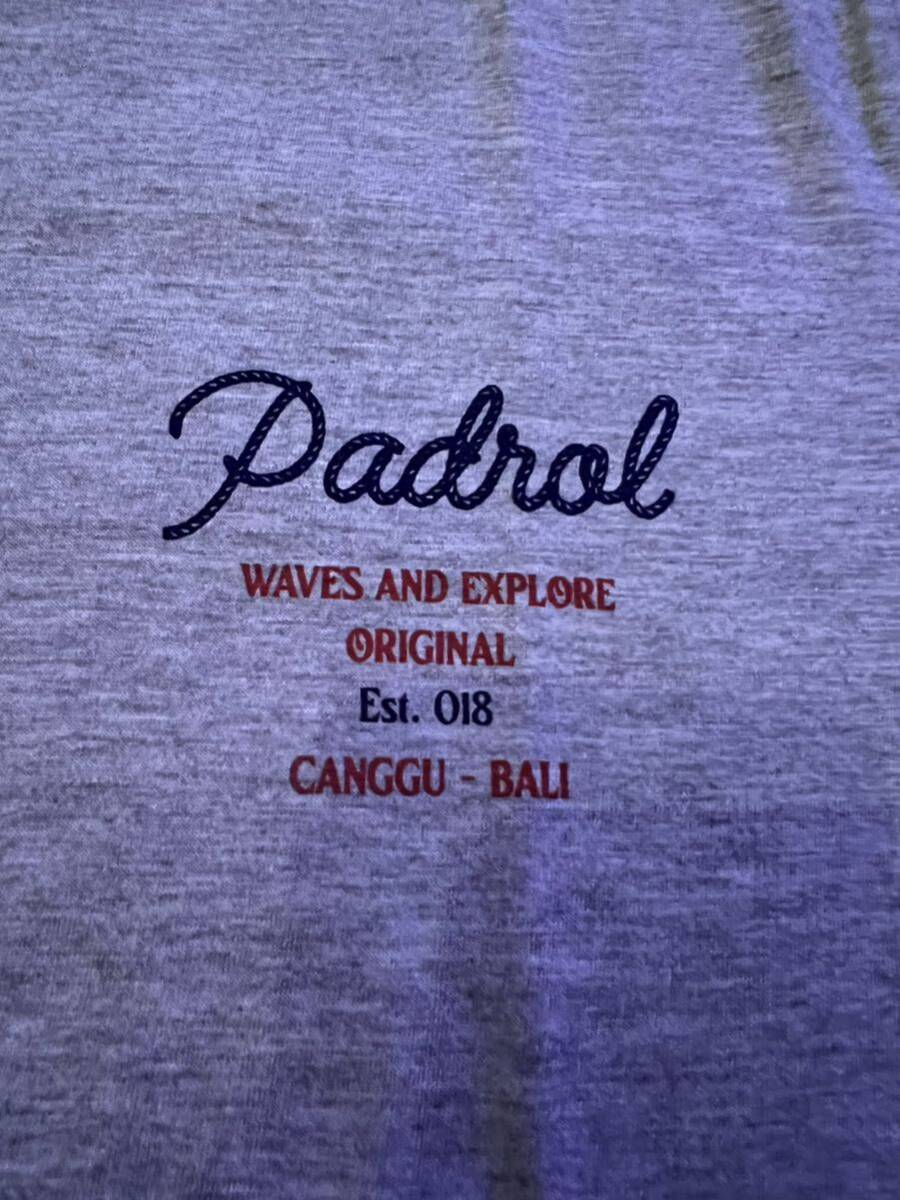 Padrol
WAVES AND EXPLORE
ORIGINAL
Est. 018
CANGGU - BALI